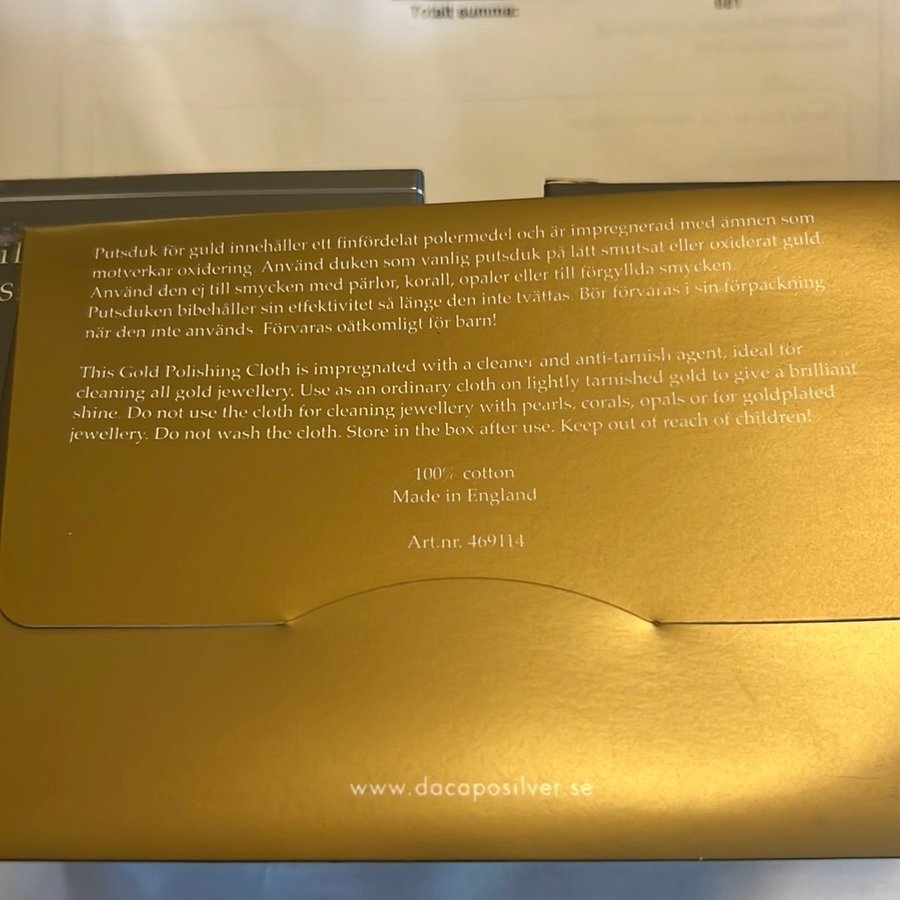 Totalt summa:
681
Putsduk för guld innehåller ett finfördelat polermedel och är impregnerad med ämnen som
motverkar oxidering. Använd duken som vanlig putsduk på lätt smutsat eller oxiderat guld.
Använd den ej till smycken med pärlor, korall, opaler eller till förgyllda smycken.
Putsduken bibehåller sin effektivitet så länge den inte tvättas. Bör förvaras i sin förpackning
när den inte används. Förvaras oåtkomligt för barn!
This Gold Polishing Cloth is impregnated with a cleaner and anti-tarnish agent, ideal for
cleaning all gold jewellery. Use as an ordinary cloth on lightly tarnished gold to give a brilliant
shine. Do not use the cloth for cleaning jewellery with pearls, corals, opals or for goldplated
jewellery. Do not wash the cloth. Store in the box after use. Keep out of reach of children!
100% cotton
Made in England
Art.nr. 469114
www.dacaposilver.se